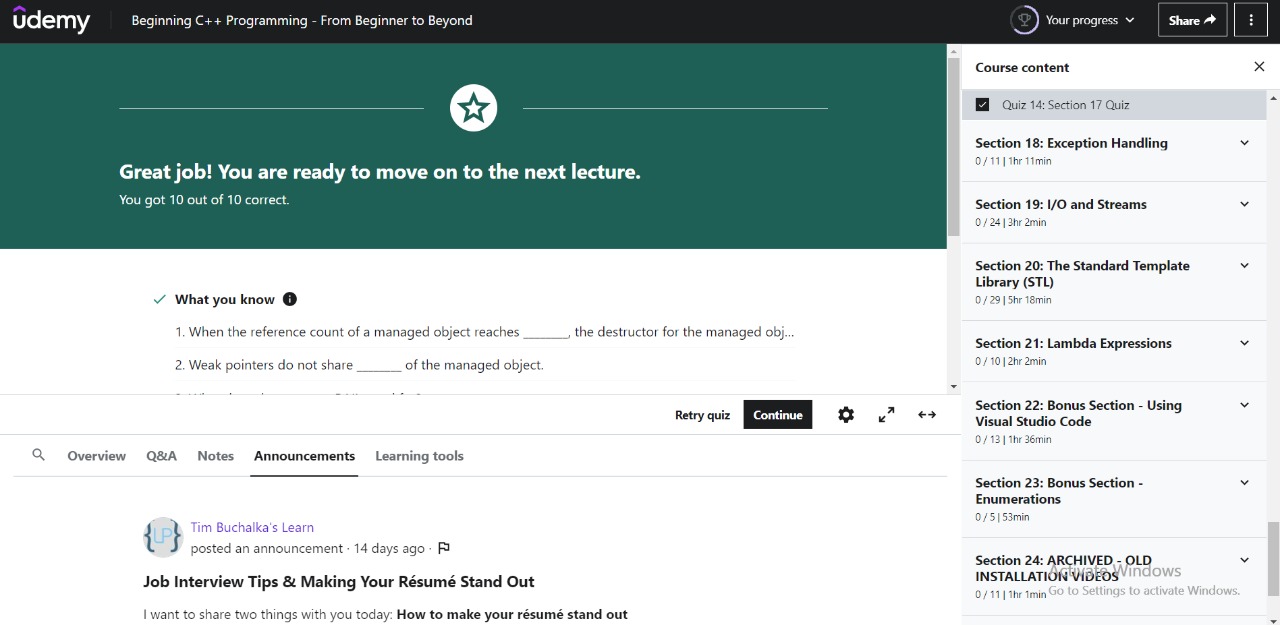 udemy
Beginning C++ Programming - From Beginner to Beyond
Your progress
Share
Great job! You are ready to move on to the next lecture.
You got 10 out of 10 correct.
What you know
1. When the reference count of a managed object reaches _______, the destructor for the managed obj...
2. Weak pointers do not share _______ of the managed object.
Retry quiz
Continue
Overview
Q&A
Notes
Announcements
Learning tools
{LP}
Tim Buchalka's Learn
posted an announcement · 14 days ago ·
Job Interview Tips & Making Your Résumé Stand Out
I want to share two things with you today: How to make your résumé stand out
Course content
Quiz 14: Section 17 Quiz
Section 18: Exception Handling
0 / 11 | 1hr 11min
Section 19: I/O and Streams
0 / 24 | 3hr 2min
Section 20: The Standard Template
Library (STL)
0 / 29 | 5hr 18min
Section 21: Lambda Expressions
0 / 10 | 2hr 2min
Section 22: Bonus Section - Using
Visual Studio Code
0 / 13 | 1hr 36min
Section 23: Bonus Section -
Enumerations
0 / 5 | 53min
Section 24: ARCHIVED - OLD
INSTALLATION VIDEOS
0 / 11 | 1hr 1min
Activate Windows
Go to Settings to activate Windows.